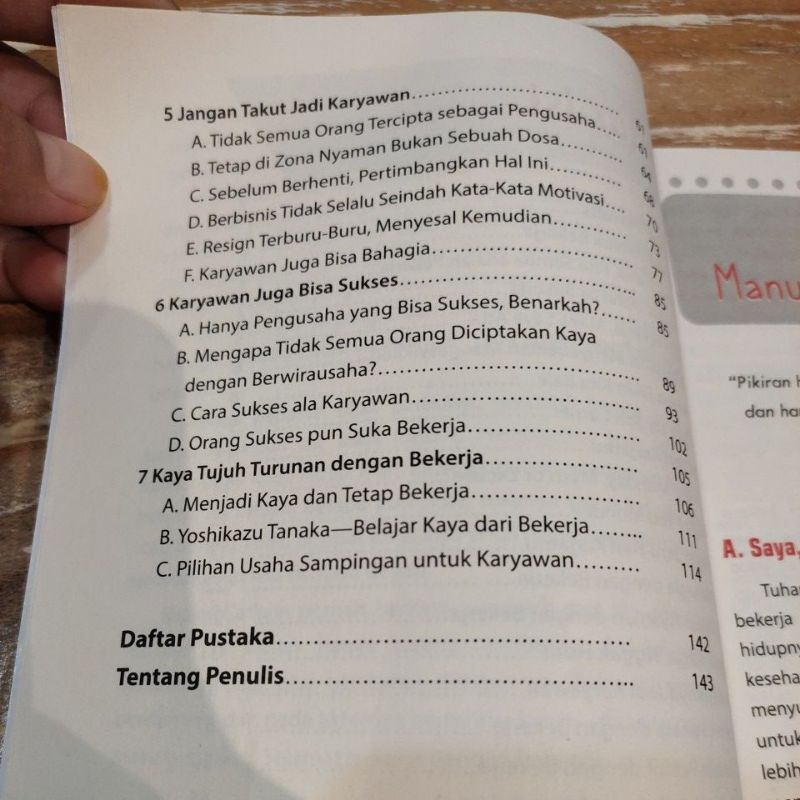 5 Jangan Takut Jadi Karyawan.......... 61
A. Tidak Semua Orang Tercipta sebagai Pengusaha..... 61
B. Tetap di Zona Nyaman Bukan Sebuah Dosa.......... 64
C. Sebelum Berhenti, Pertimbangkan Hal Ini.......... 68
D. Berbisnis Tidak Selalu Seindah Kata-Kata Motivasi.... 70
E. Resign Terburu-Buru, Menyesal Kemudian.......... 73
F. Karyawan Juga Bisa Bahagia.......... 77
6 Karyawan Juga Bisa Sukses.......... 85
A. Hanya Pengusaha yang Bisa Sukses, Benarkah?...... 85
B. Mengapa Tidak Semua Orang Diciptakan Kaya
dengan Berwirausaha?.......... 89
C. Cara Sukses ala Karyawan.......... 93
D. Orang Sukses pun Suka Bekerja.......... 102
7 Kaya Tujuh Turunan dengan Bekerja.......... 105
A. Menjadi Kaya dan Tetap Bekerja.......... 106
B. Yoshikazu Tanaka—Belajar Kaya dari Bekerja........ 111
C. Pilihan Usaha Sampingan untuk Karyawan......... 114
Daftar Pustaka.......... 142
Tentang Penulis.......... 143
Manu
"Pikiran
dan ha
A. Saya,
Tuha
bekerja
hidupny
keseha
menyu
untuk
lebih